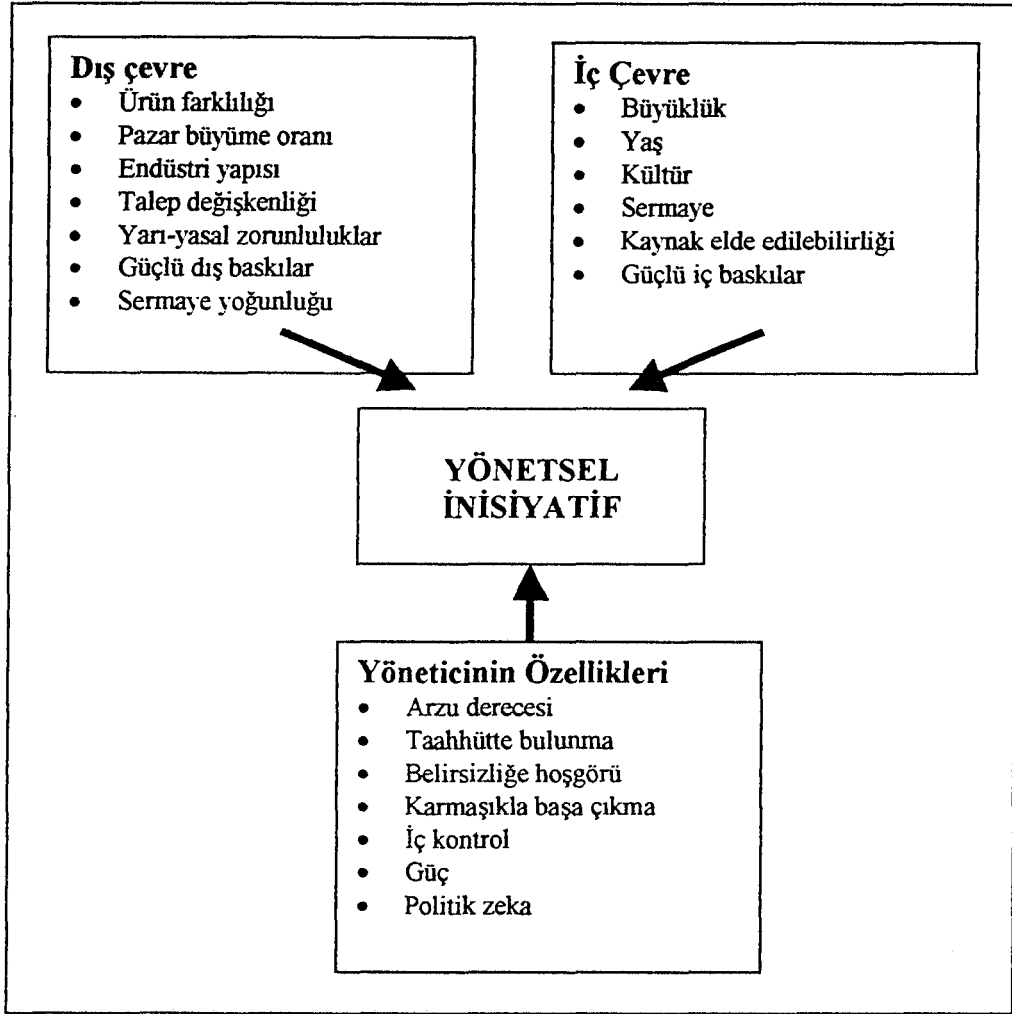 Dış çevre
• Ürün farklılığı
• Pazar büyüme oranı
• Endüstri yapısı
• Talep değişkenliği
• Yarı-yasal zorunluluklar
• Güçlü dış baskılar
• Sermaye yoğunluğu
İç Çevre
• Büyüklük
• Yaş
• Kültür
• Sermaye
• Kaynak elde edilebilirliği
• Güçlü iç baskılar
YÖNETSEL
İNİSİYATİF
Yöneticinin Özellikleri
• Arzu derecesi
• Taahhütte bulunma
• Belirsizliğe hoşgörü
• Karmaşıkla başa çıkma
• İç kontrol
• Güç
• Politik zeka